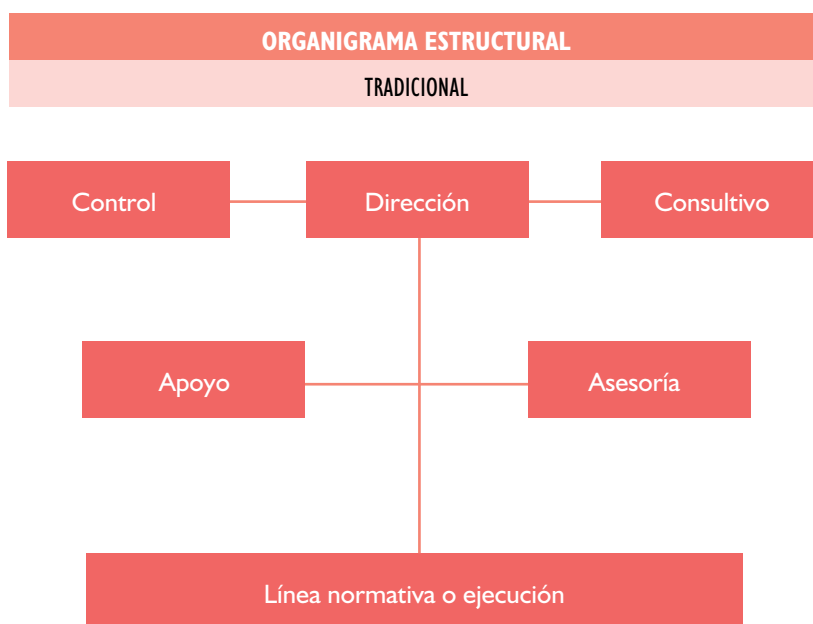 ORGANIGRAMA ESTRUCTURAL
TRADICIONAL
Control
Dirección
Consultivo
Apoyo
Asesoría
Línea normativa o ejecución